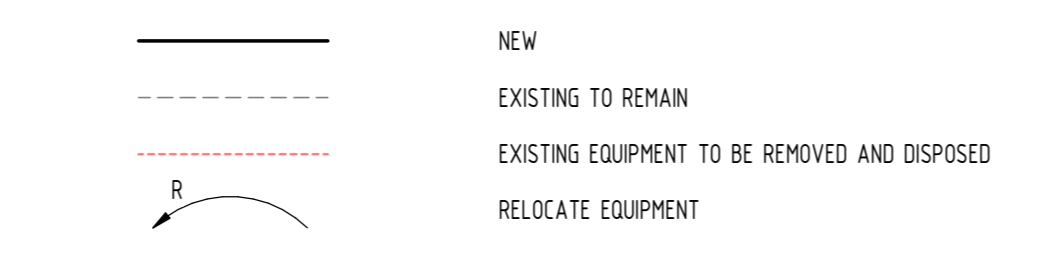 NEW
EXISTING TO REMAIN
EXISTING EQUIPMENT TO BE REMOVED AND DISPOSED
R
RELOCATE EQUIPMENT